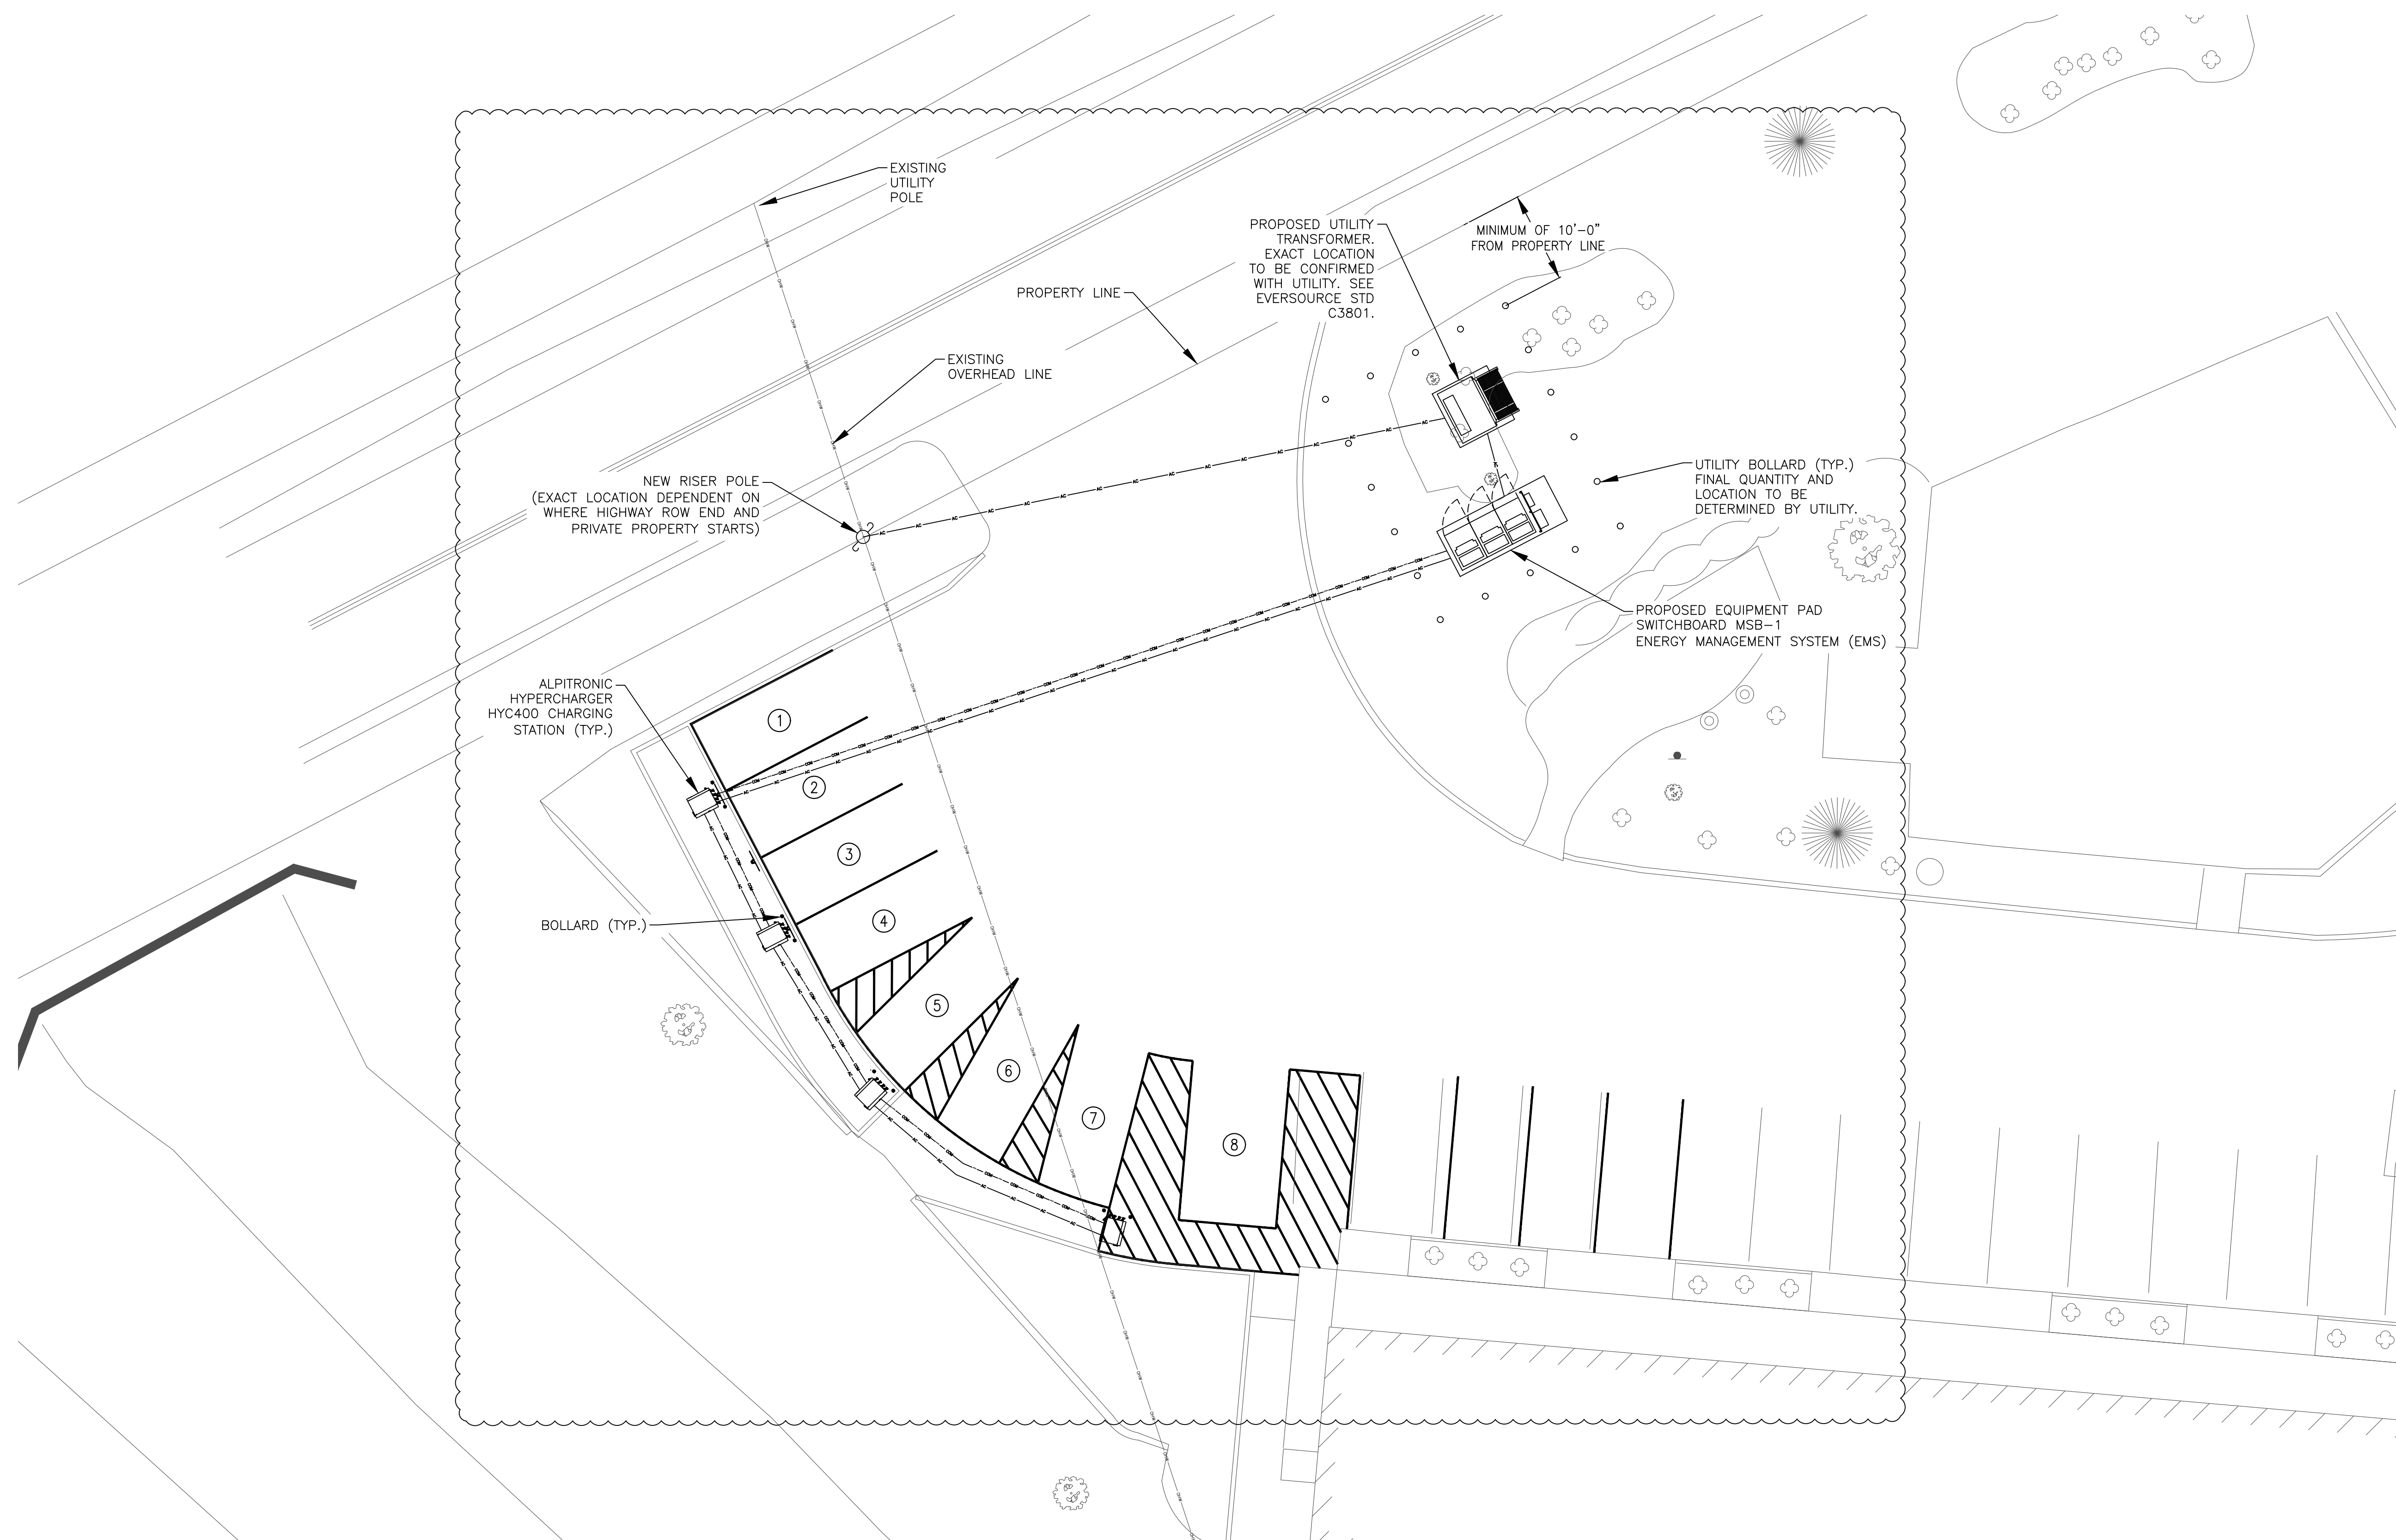 EXISTING
UTILITY
POLE
PROPOSED UTILITY
TRANSFORMER.
EXACT LOCATION
TO BE CONFIRMED
WITH UTILITY. SEE
EVERSOURCE STD
C3801.
MINIMUM OF 10'-0"
FROM PROPERTY LINE
PROPERTY LINE
EXISTING
OVERHEAD LINE
NEW RISER POLE
(EXACT LOCATION DEPENDENT ON
WHERE HIGHWAY ROW END AND
PRIVATE PROPERTY STARTS)
UTILITY BOLLARD (TYP.)
FINAL QUANTITY AND
LOCATION TO BE
DETERMINED BY UTILITY.
PROPOSED EQUIPMENT PAD
SWITCHBOARD MSB-1
ENERGY MANAGEMENT SYSTEM (EMS)
ALPITRONIC
HYPERCHARGER
HYC400 CHARGING
STATION (TYP.)
BOLLARD (TYP.)
1
2
3
4
5
6
7
8
AC
COM